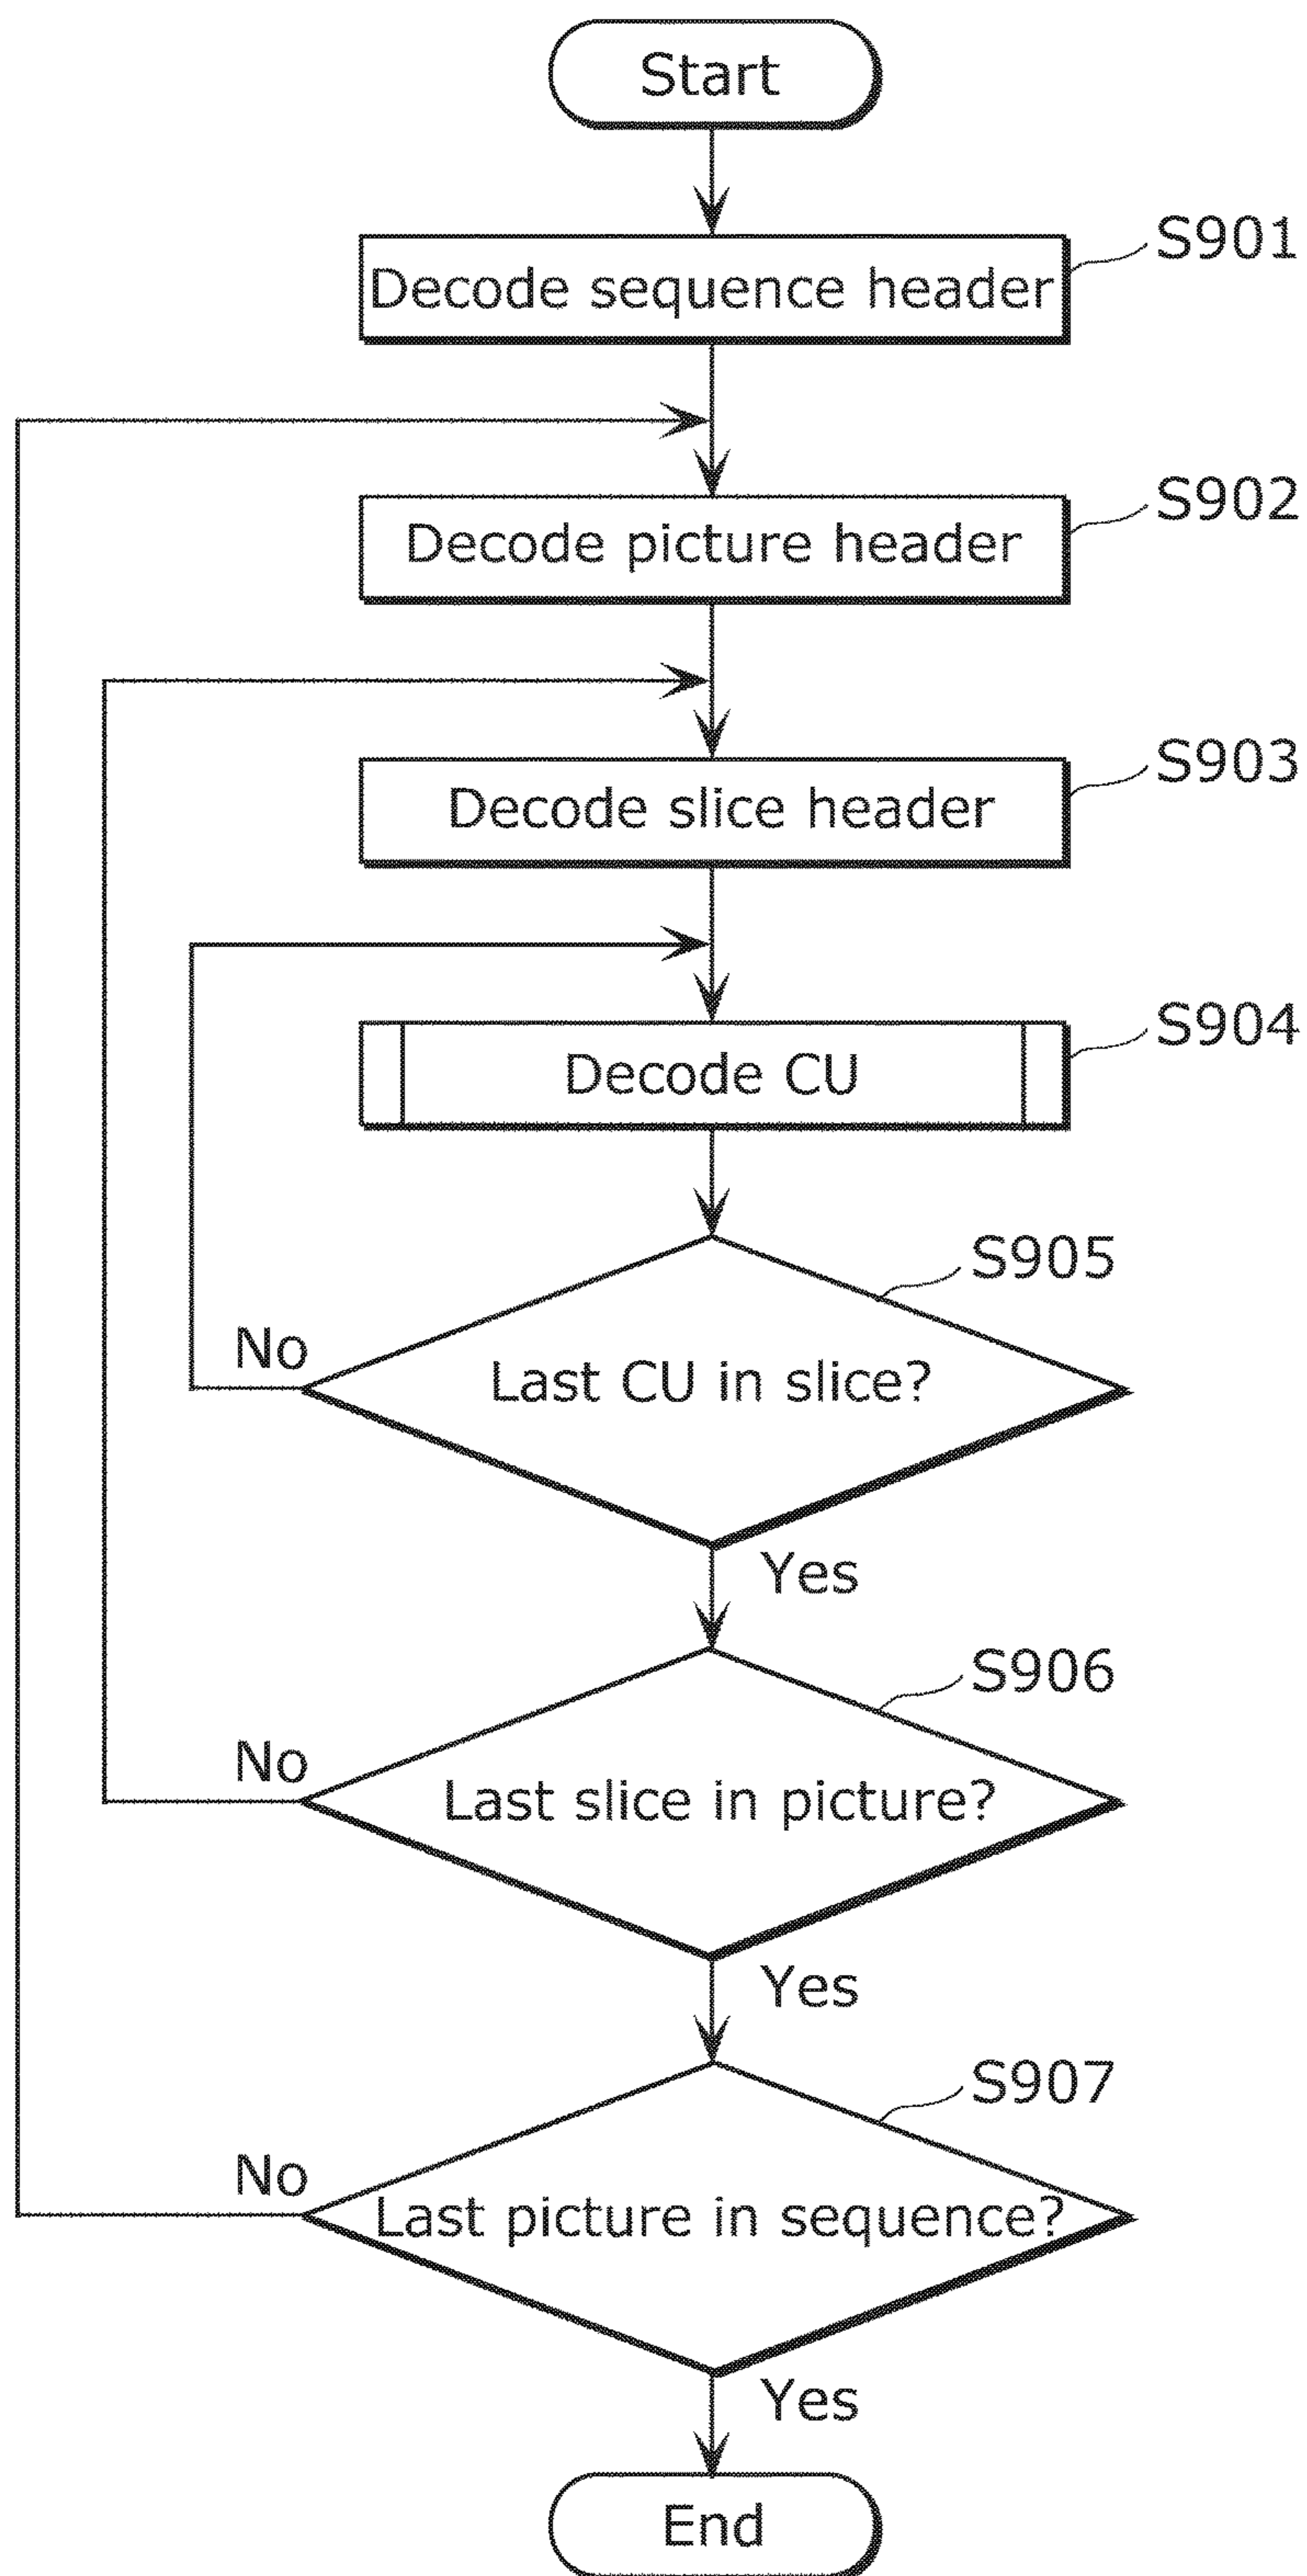 Start
S901
Decode sequence header
S902
Decode picture header
S903
Decode slice header
S904
Decode CU
S905
Last CU in slice?
No
Yes
S906
Last slice in picture?
No
Yes
S907
Last picture in sequence?
No
Yes
End